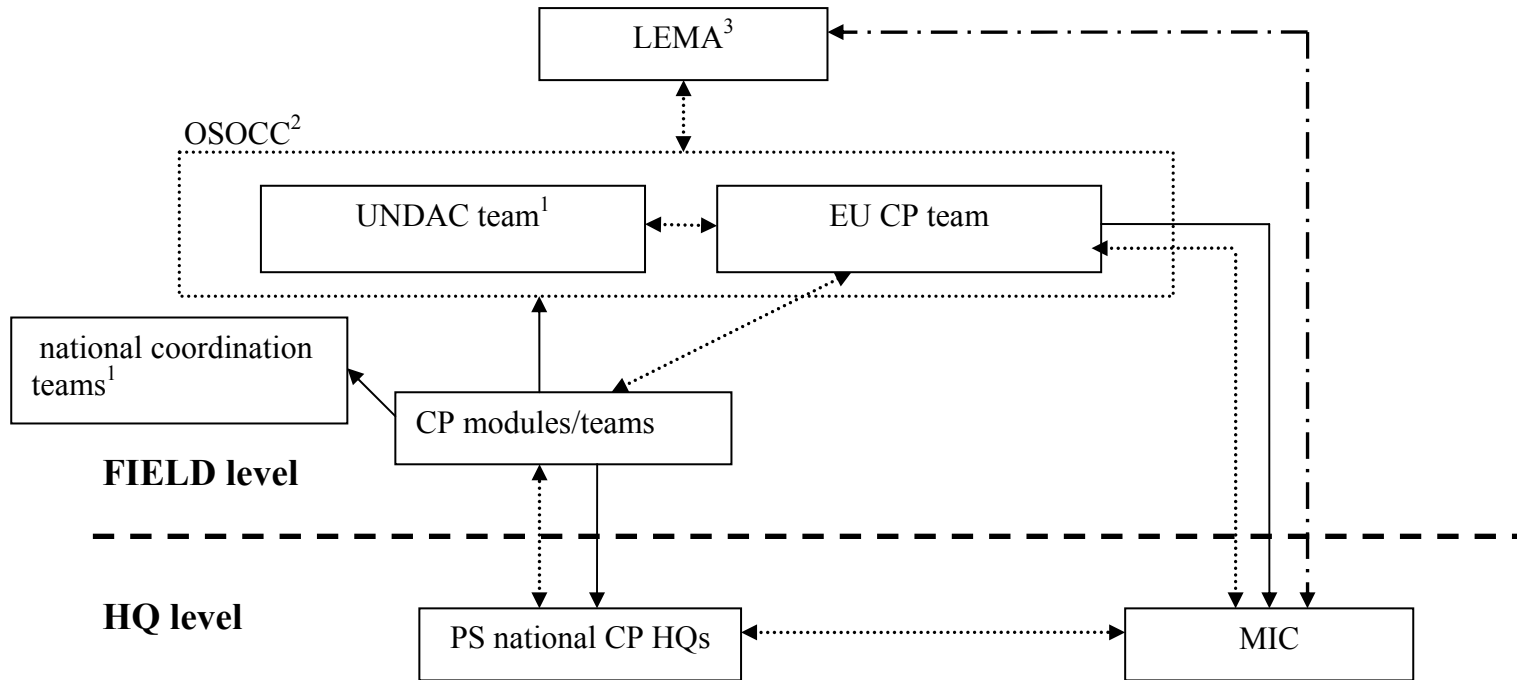 LEMA³
OSOCC²
UNDAC team¹
EU CP team
national coordination
teams¹
CP modules/teams
FIELD level
HQ level
PS national CP HQs
MIC